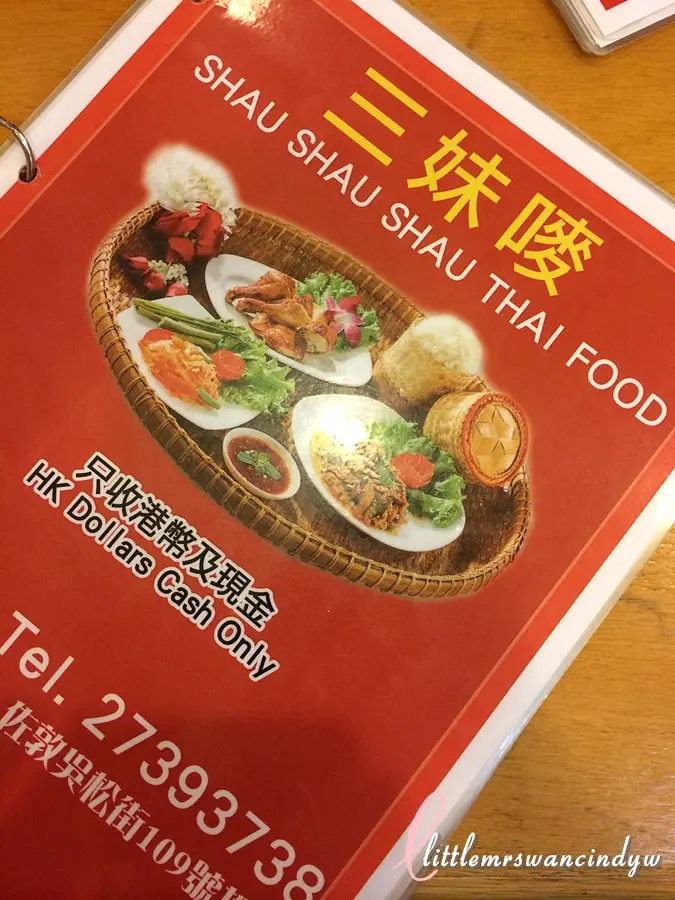 三妹嘜
SHAU SHAU SHAU THAI FOOD
只收港幣及現金
HK Dollars Cash Only
Tel. 27393738
佐敦吳松街109號
littlemrswancindyw